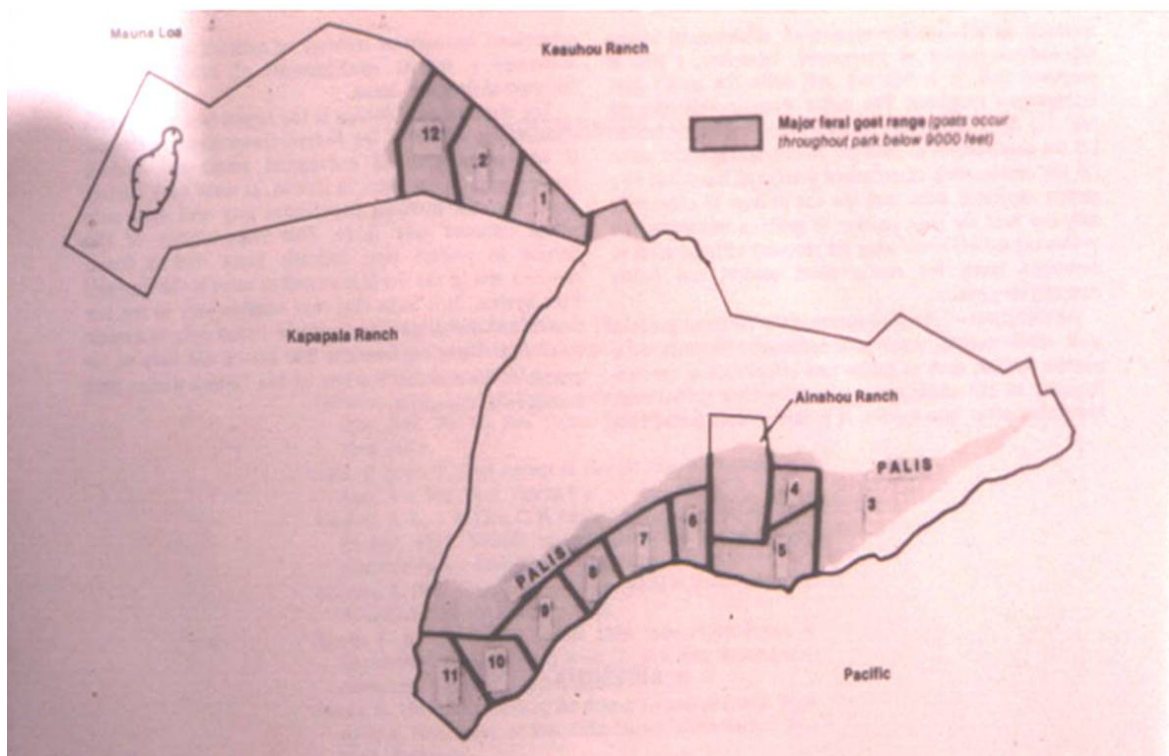 Mauna Loa
Keauhou Ranch
Major feral goat range (goats occur
throughout park below 9000 feet)
12
2
1
Kapapala Ranch
Ainahou Ranch
PALIS
4
3
6
7
5
PALIS
8
9
10
11
Pacific